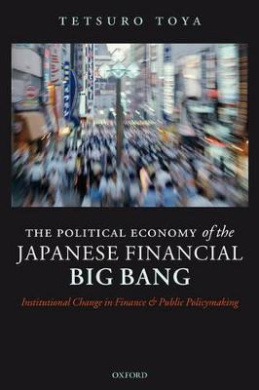 TETSURO TOYA
THE POLITICAL ECONOMY of the
JAPANESE FINANCIAL
BIG BANG
Institutional Change in Finance & Public Policymaking
OXFORD